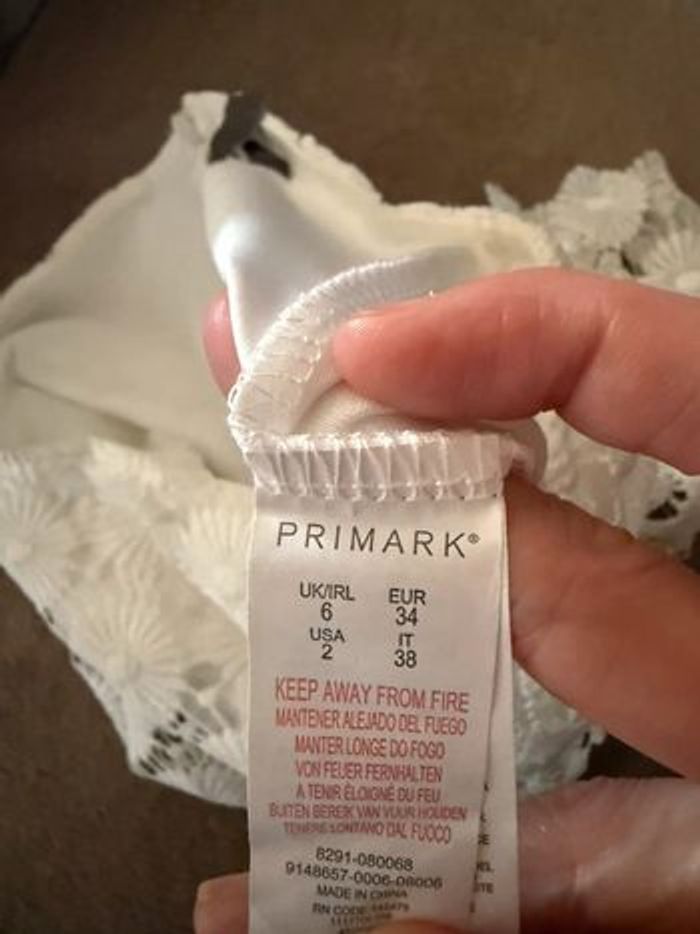 PRIMARK®
UK/IRL EUR
6 34
USA IT
2 38
KEEP AWAY FROM FIRE
MANTENER ALEJADO DEL FUEGO
MANTER LONGE DO FOGO
VON FEUER FERNHALTEN
A TENIR ÉLOIGNÉ DU FEU
BUITEN BEREIK VAN VUUR HOUDEN
TENERE LONTANO DAL FUOCO
8291-080068
9148657-0006-08006
MADE IN CHINA
RN CODE